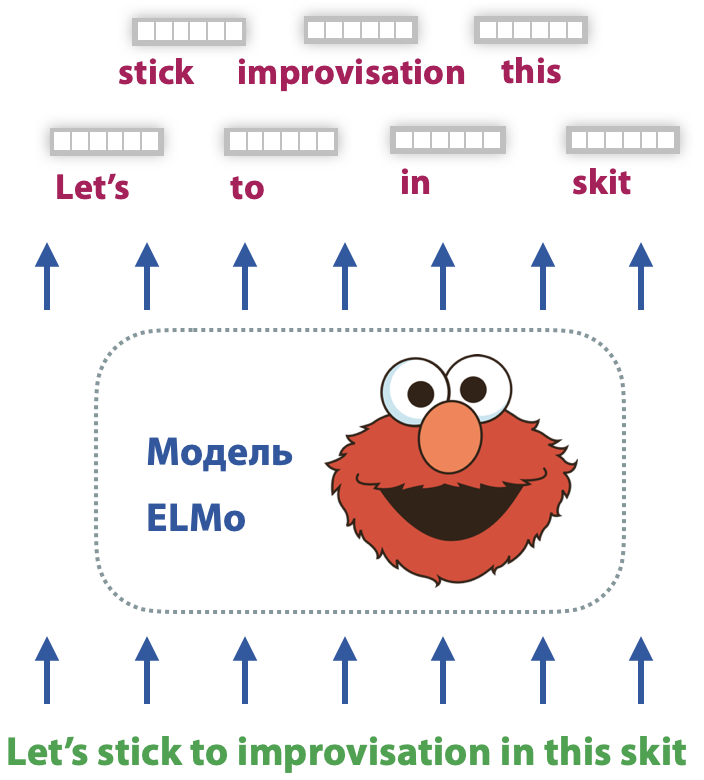 stick improvisation this
Let’s to in skit
Модель
ELMo
Let’s stick to improvisation in this skit